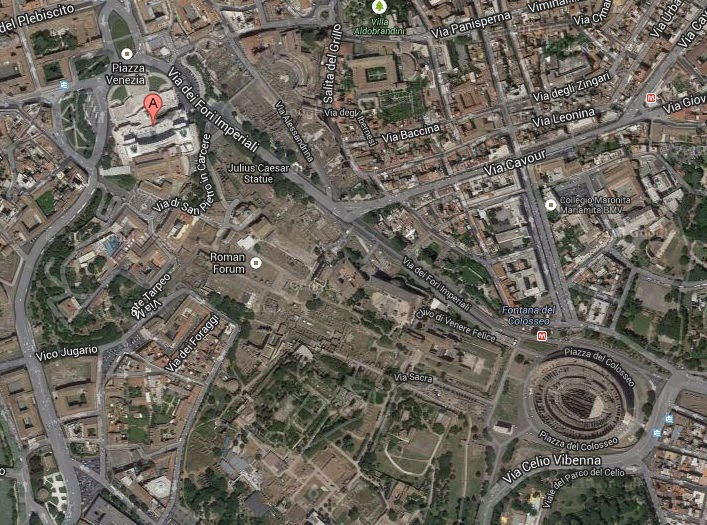 del Plebiscito
Villa
Aldobrandini
Via Panisperna
Viminal
Via Cma
Via Urba
Via Cav
Piazza
Venezia
Via dei Fori Imperiali
Salita del Grillo
A
Via Alessandrina
Via degli Zingari
Via Baccina
Via Leonina
Via Giov
Via Cavour
Julius Caesar
Statue
Via di San Pietro in Carcere
Collegio Maronita
Mariamita BMV
Roman
Forum
Via dei Fori Imperiali
Clivo di Venere Felice
Fontana del
Colosseo
Vico Jugario
Via dei Foraggi
Via Sacra
Piazza del Colosseo
Piazza del Colosseo
Via Celio Vibenna
Viale del Parco del Celio